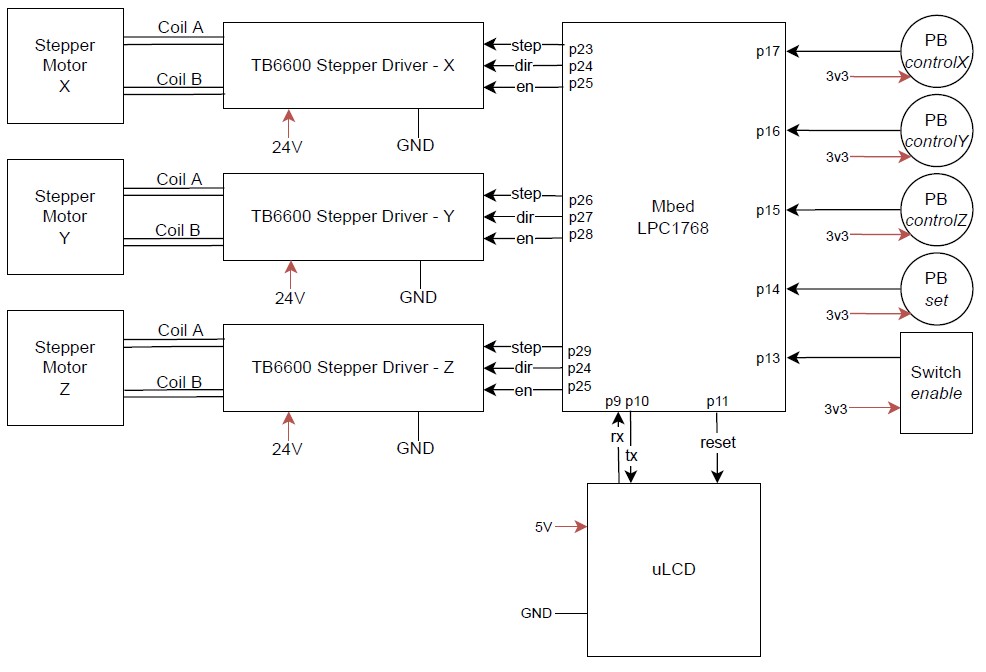 Stepper
Motor
X
Coil A
Coil B
TB6600 Stepper Driver - X
24V
GND
step
dir
en
p23
p24
p25
Stepper
Motor
Y
Coil A
Coil B
TB6600 Stepper Driver - Y
24V
GND
step
dir
en
p26
p27
p28
Stepper
Motor
Z
Coil A
Coil B
TB6600 Stepper Driver - Z
24V
GND
step
dir
en
p29
p24
p25
Mbed
LPC1768
p17
p16
p15
p14
p13
p9 p10
p11
PB
controlX
3v3
PB
controlY
3v3
PB
controlZ
3v3
PB
set
3v3
Switch
enable
3v3
rx
tx
reset
5V
GND
uLCD